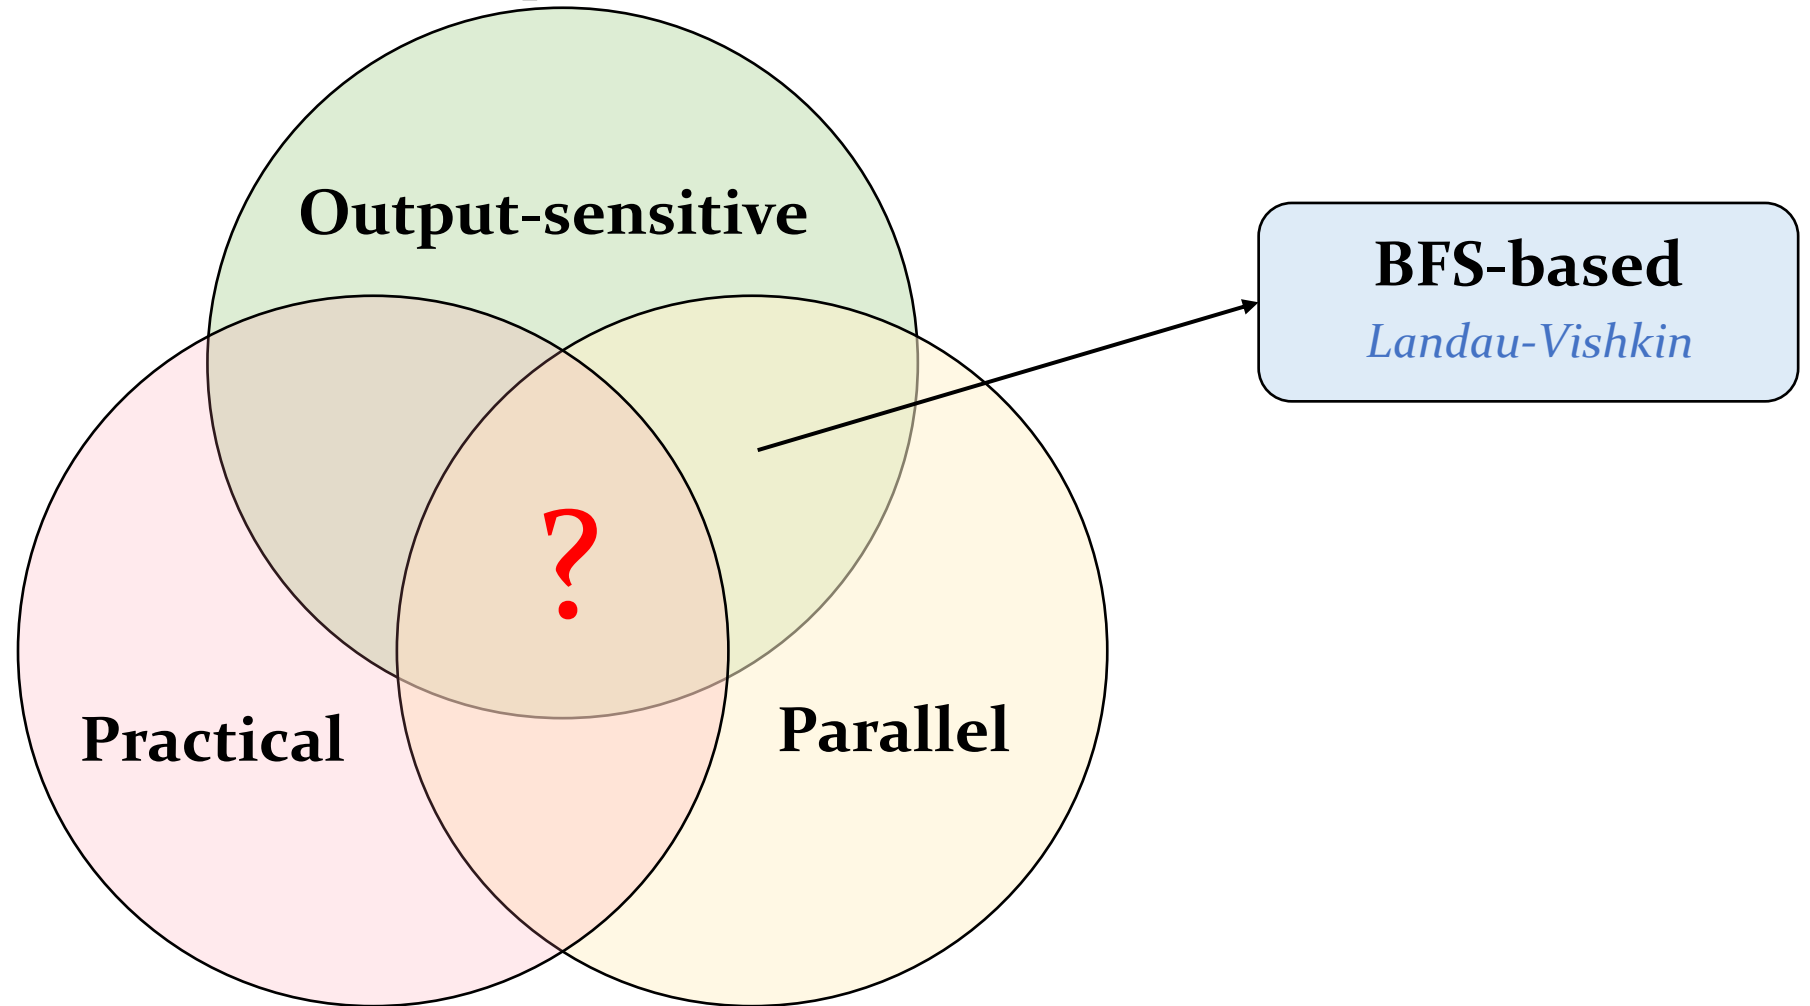 Output-sensitive
BFS-based
Landau-Vishkin
?
Practical
Parallel